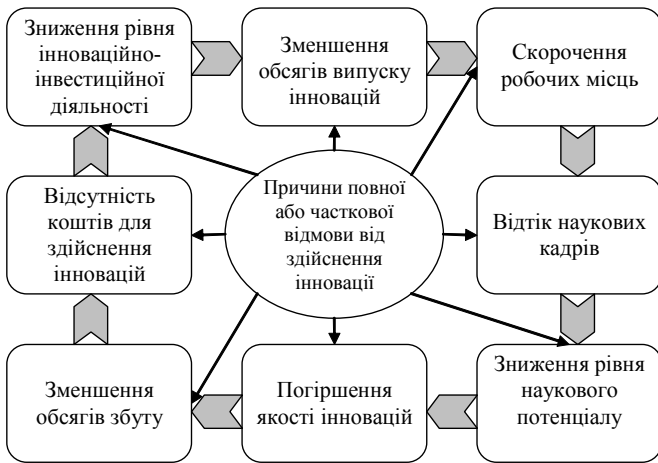 Зниження рівня
інноваційно-
інвестиційної
діяльності
Зменшення
обсягів випуску
інновацій
Скорочення
робочих місць
Відсутність
коштів для
здійснення
інновацій
Причини повної
або часткової
відмови від
здійснення
інновації
Відтік наукових
кадрів
Зменшення
обсягів збуту
Погіршення
якості інновацій
Зниження рівня
наукового
потенціалу